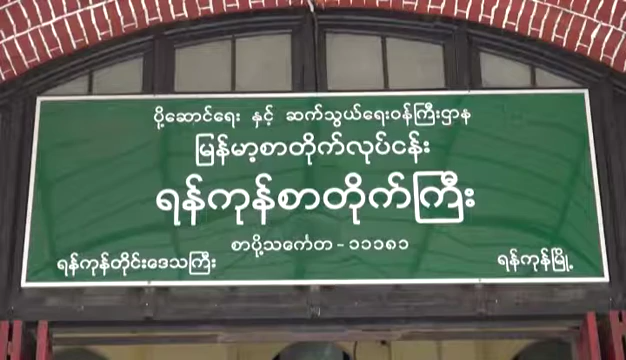 ပို့ဆောင်ရေး နှင့် ဆက်သွယ်ရေးဝန်ကြီးဌာန
မြန်မာ့စာတိုက်လုပ်ငန်း
ရန်ကုန်စာတိုက်ကြီး
စာပို့သင်္ကေတ - ၁၁၁၈၁
ရန်ကုန်တိုင်းဒေသကြီး ရန်ကုန်မြို့